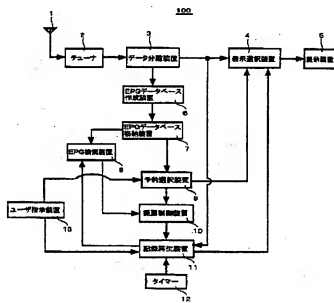 100
1
2
3
4
5
チューナ
データ分離装置
表示選択装置
表示装置
EPGデータベース
作成装置
6
EPGデータベース
格納装置
7
EPG検索装置
8
予約選択装置
9
ユーザ指示装置
13
録画制御装置
10
記録再生装置
11
タイマー
12